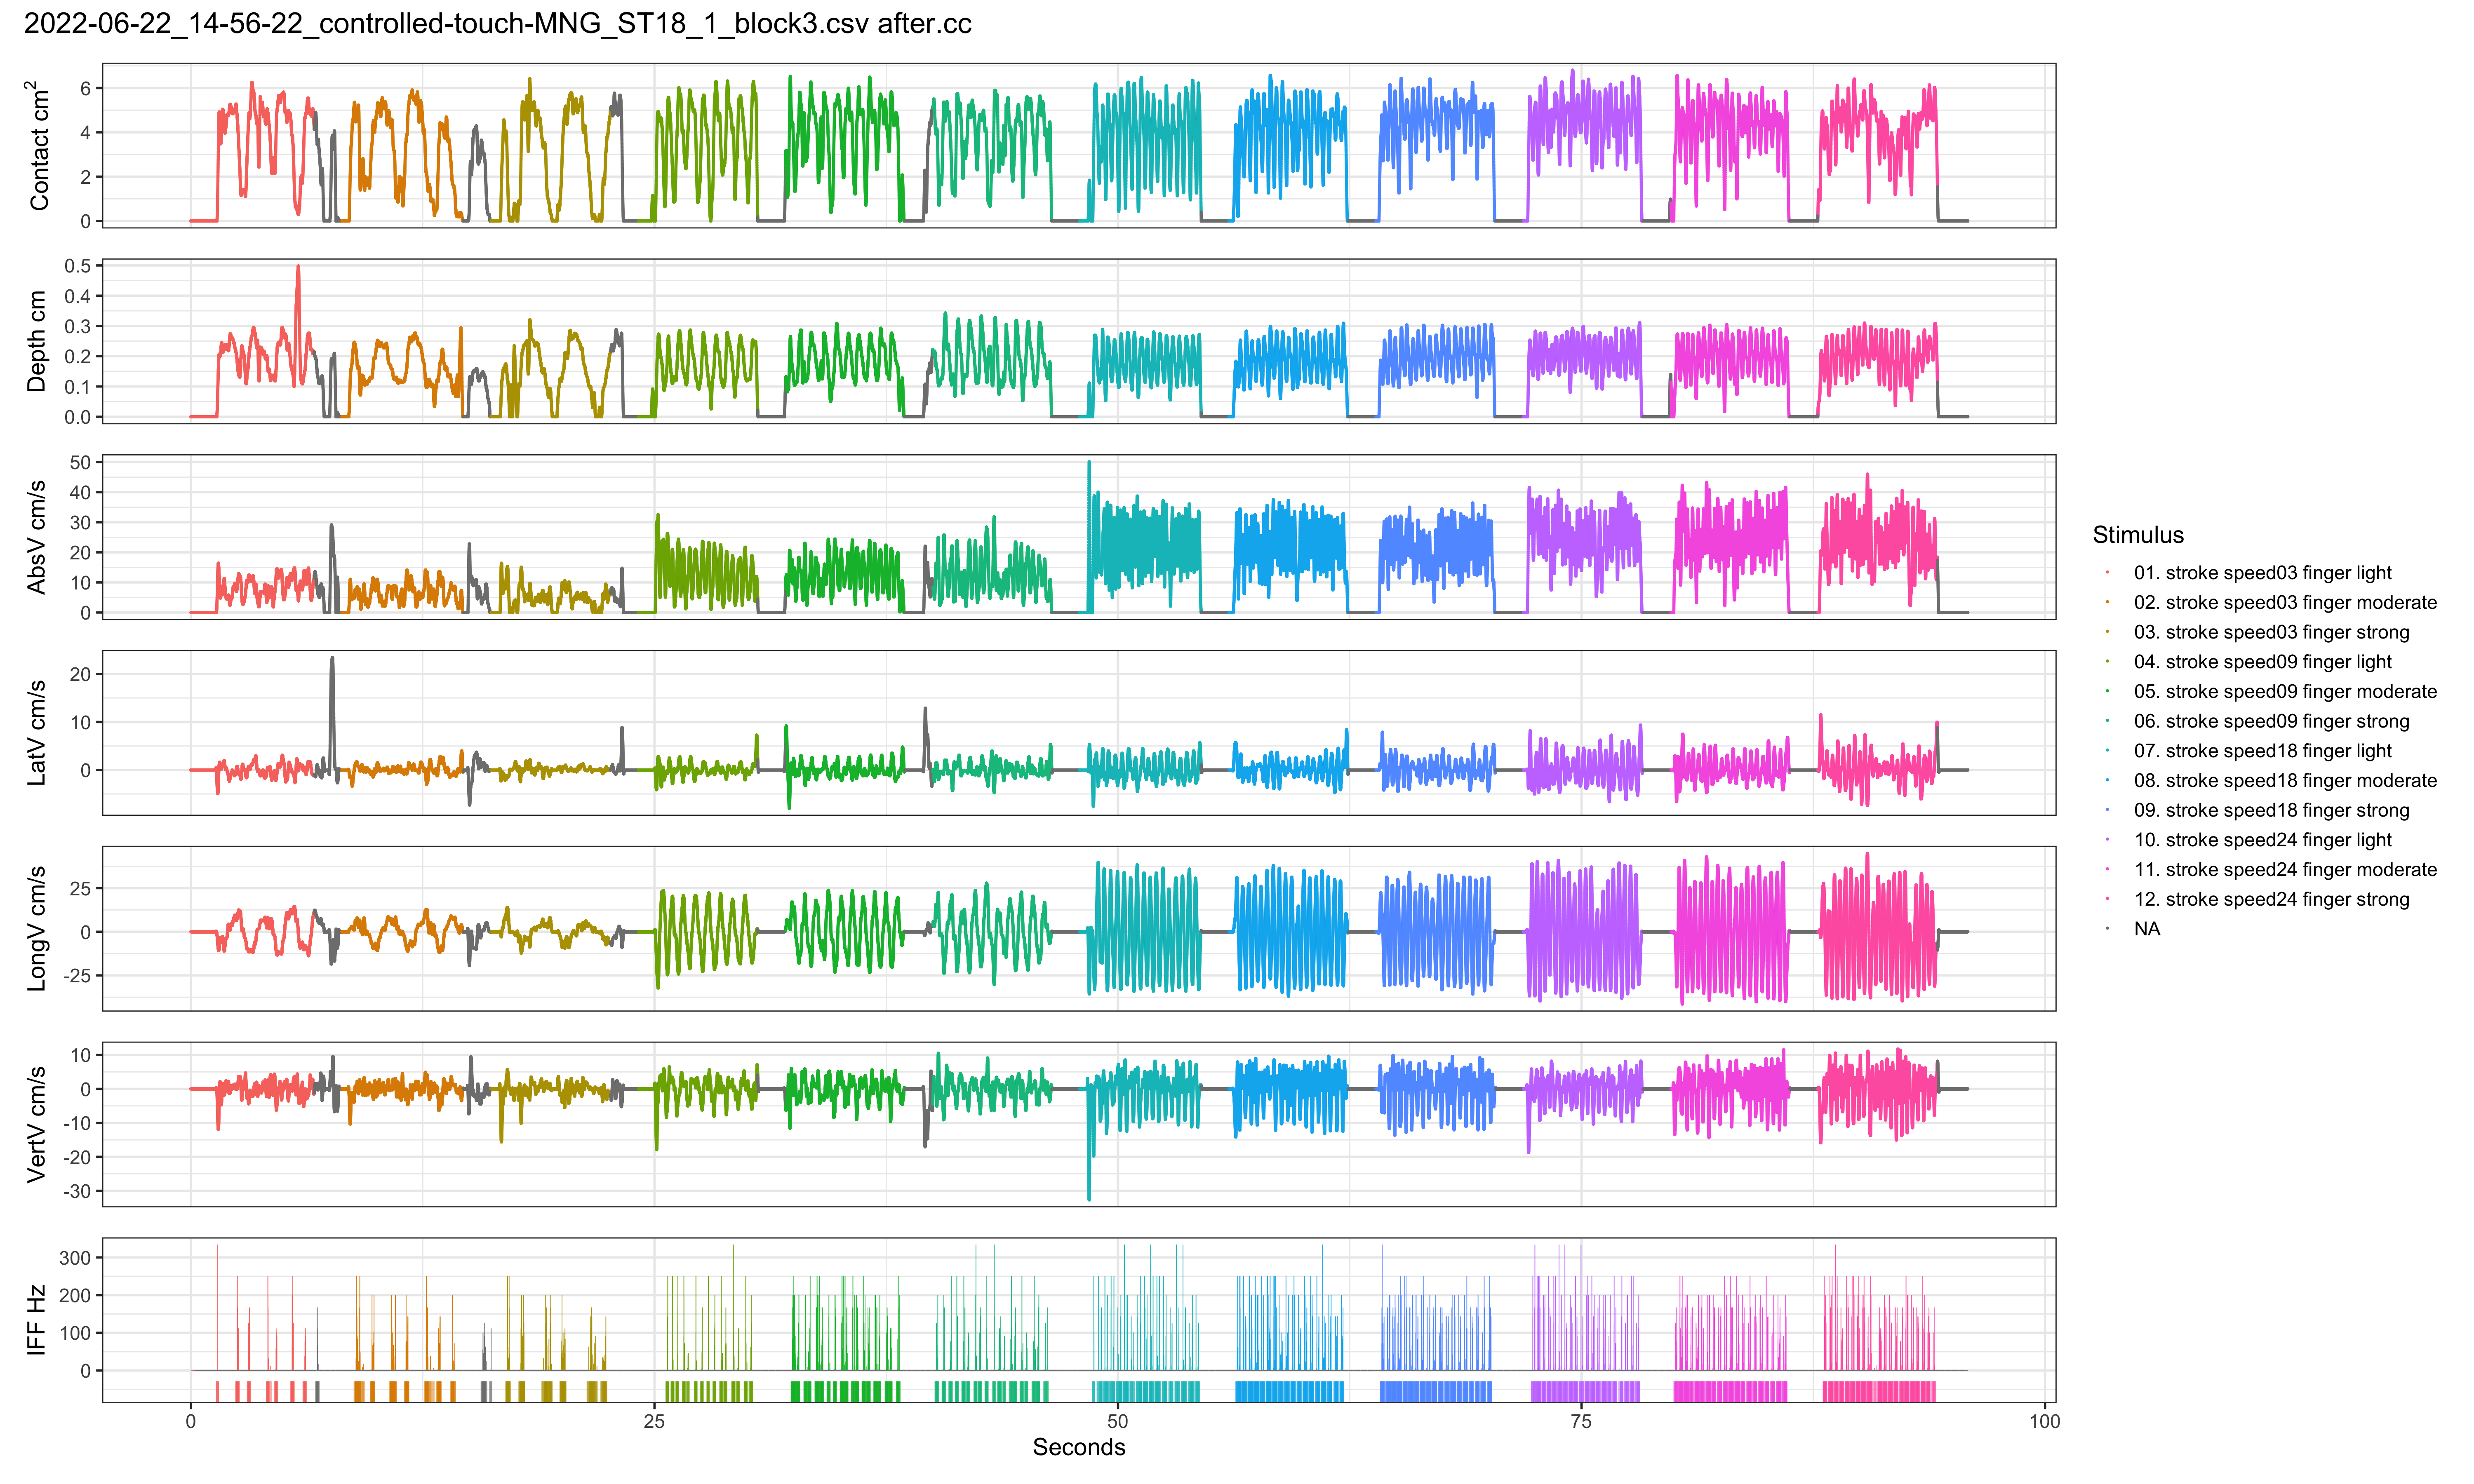 2022-06-22_14-56-22_controlled-touch-MNG_ST18_1_block3.csv after.cc
Contact cm²
6
4
2
0
Depth cm
0.5
0.4
0.3
0.2
0.1
0.0
AbsV cm/s
50
40
30
20
10
0
LatV cm/s
20
10
0
LongV cm/s
25
0
-25
VertV cm/s
10
0
-10
-20
-30
IFF Hz
300
200
100
0
0 25 50 75 100
Seconds
Stimulus
01. stroke speed03 finger light
02. stroke speed03 finger moderate
03. stroke speed03 finger strong
04. stroke speed09 finger light
05. stroke speed09 finger moderate
06. stroke speed09 finger strong
07. stroke speed18 finger light
08. stroke speed18 finger moderate
09. stroke speed18 finger strong
10. stroke speed24 finger light
11. stroke speed24 finger moderate
12. stroke speed24 finger strong
NA